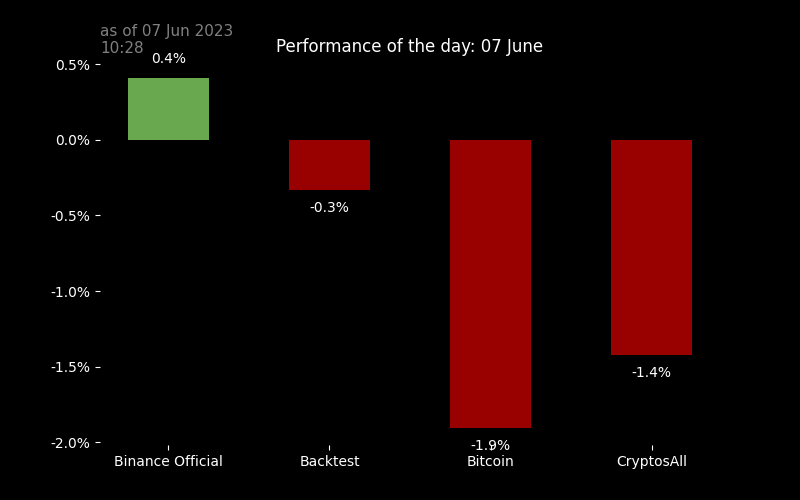 as of 07 Jun 2023
10:28
Performance of the day: 07 June
0.5%
0.0%
-0.5%
-1.0%
-1.5%
-2.0%
0.4%
-0.3%
-1.9%
-1.4%
Binance Official
Backtest
Bitcoin
CryptosAll